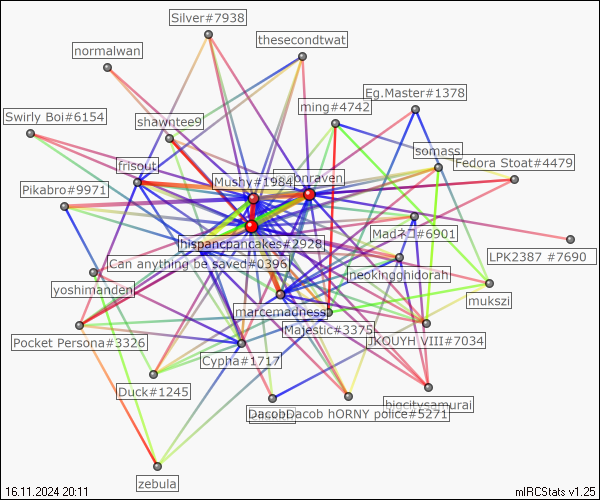 Silver#7938
thesecondtwat
normalwan
Eg.Master#1378
ming#4742
Swirly Boi#6154
shawntee9
somass
frisout
Fedora Stoat#4479
Mushy#1984
onraven
Pikabro#9971
Madネコ#6901
hispancpancakes#2928
LPK2387 #7690
Can anything be saved#0396
neokingghidorah
yoshimanden
mukszi
marcemadness
Majestic#3375
Pocket Persona#3326
JKOUYH VIII#7034
Cypha#1717
Duck#1245
bigcitysamurai
DacobDacob hORNY police#5271
zebula
16.11.2024 20:11
mIRCStats v1.25